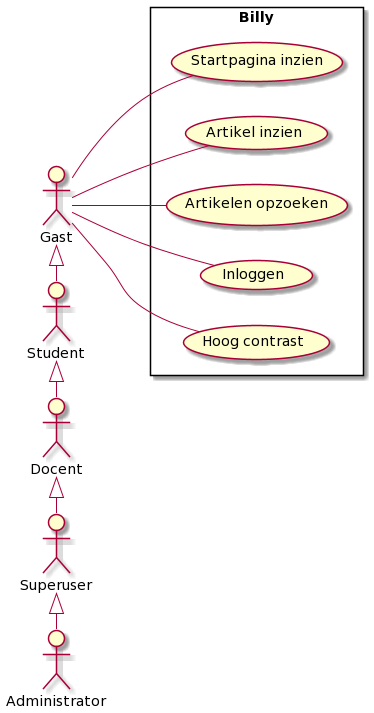 Billy
Startpagina inzien
Artikel inzien
Artikelen opzoeken
Inloggen
Hoog contrast
Gast
Student
Docent
Superuser
Administrator